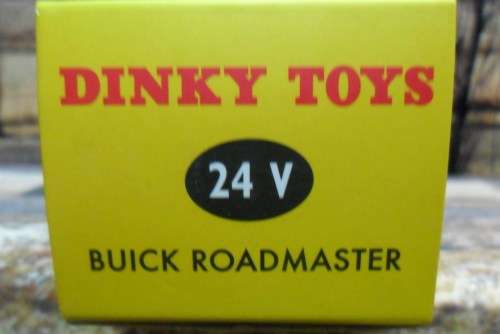 DINKY TOYS
24 V
BUICK ROADMASTER